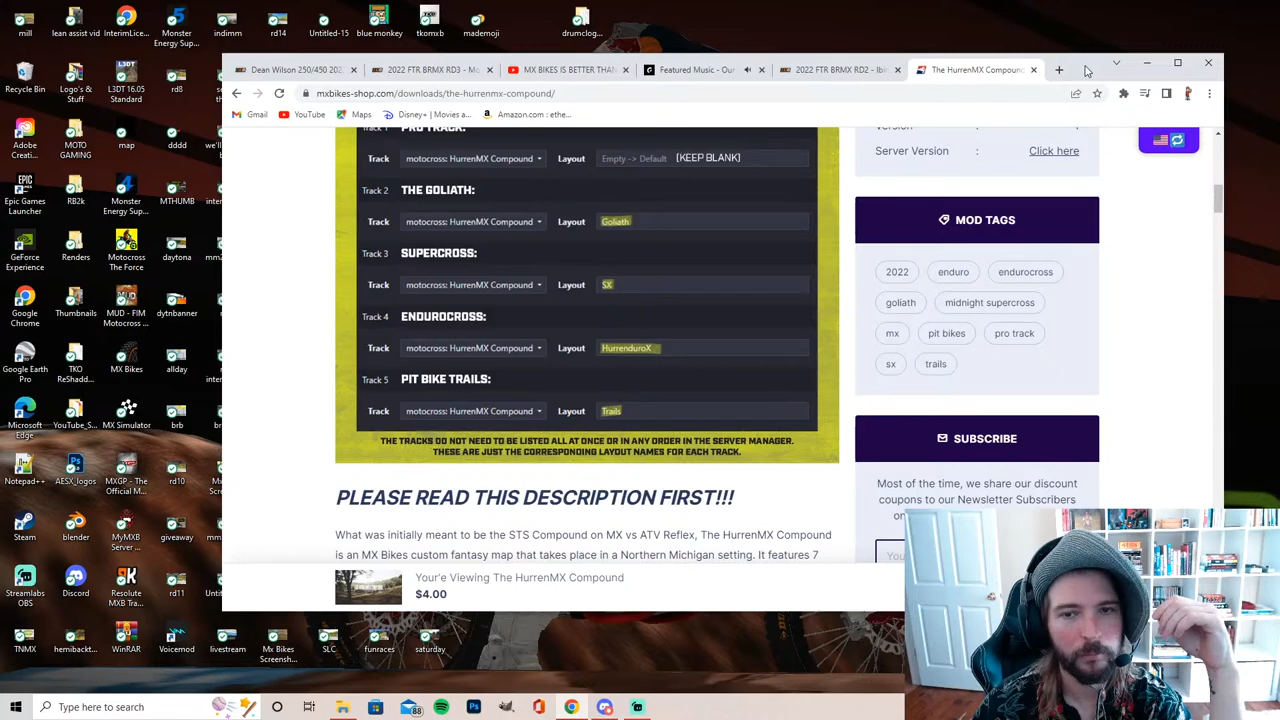 mill
lean assist vid
InterimLice...
Monster Energy Sup...
indimm
rd14
Untitled-15
blue monkey
tkomxb
mademoji
drumclog...
Dean Wilson 250/450 202
2022 FTR BRMX RD3 - Mo
MX BIKES IS BETTER THAN
Featured Music - Our
2022 FTR BRMX RD2 - Ibin
The HurrenMX Compound
mxbikes-shop.com/downloads/the-hurrenmx-compound/
Gmail
YouTube
Maps
Disney+ | Movies a...
Amazon.com : ethe...
Recycle Bin
Logo's & Stuff
L3DT 16.05 Standard
rd8
Adobe Creati...
MOTO GAMING
map
dddd
we'll
Epic Games Launcher
RB2k
Monster Energy Sup...
MTHUMB
GeForce Experience
Renders
Motocross The Force
daytona
Google Chrome
Thumbnails
MUD - FIM Motocross ...
dytnbanner
Google Earth Pro
TKO ReShadd...
MX Bikes
allday
Microsoft Edge
YouTube_S...
MX Simulator
brb
Notepad++
AESX_logos
MXGP - The Official M...
rd10
Steam
blender
MyMXB Server ...
giveaway
Streamlabs OBS
Discord
Resolute MXB Tra...
rd11
TNMX
hemibackt...
WinRAR
Voicemod
livestream
Mx Bikes Screensh...
SLC
funraces
saturday
Track 1
PRO TRACK:
Track motocross: HurrenMX Compound Layout Empty -> Default [KEEP BLANK]
Track 2 THE GOLIATH:
Track motocross: HurrenMX Compound Layout Goliath
Track 3 SUPERCROSS:
Track motocross: HurrenMX Compound Layout SX
Track 4 ENDUROCROSS:
Track motocross: HurrenMX Compound Layout HurrenduroX
Track 5 PIT BIKE TRAILS:
Track motocross: HurrenMX Compound Layout Trails
THE TRACKS DO NOT NEED TO BE LISTED ALL AT ONCE OR IN ANY ORDER IN THE SERVER MANAGER.
THESE ARE JUST THE CORRESPONDING LAYOUT NAMES FOR EACH TRACK.
PLEASE READ THIS DESCRIPTION FIRST!!!
What was initially meant to be the STS Compound on MX vs ATV Reflex, The HurrenMX Compound
is an MX Bikes custom fantasy map that takes place in a Northern Michigan setting. It features 7
Your'e Viewing The HurrenMX Compound
$4.00
Version :
Server Version : Click here
MOD TAGS
2022 enduro endurocross
goliath midnight supercross
mx pit bikes pro track
sx trails
SUBSCRIBE
Most of the time, we share our discount
coupons to our Newsletter Subscribers
Type here to search
88